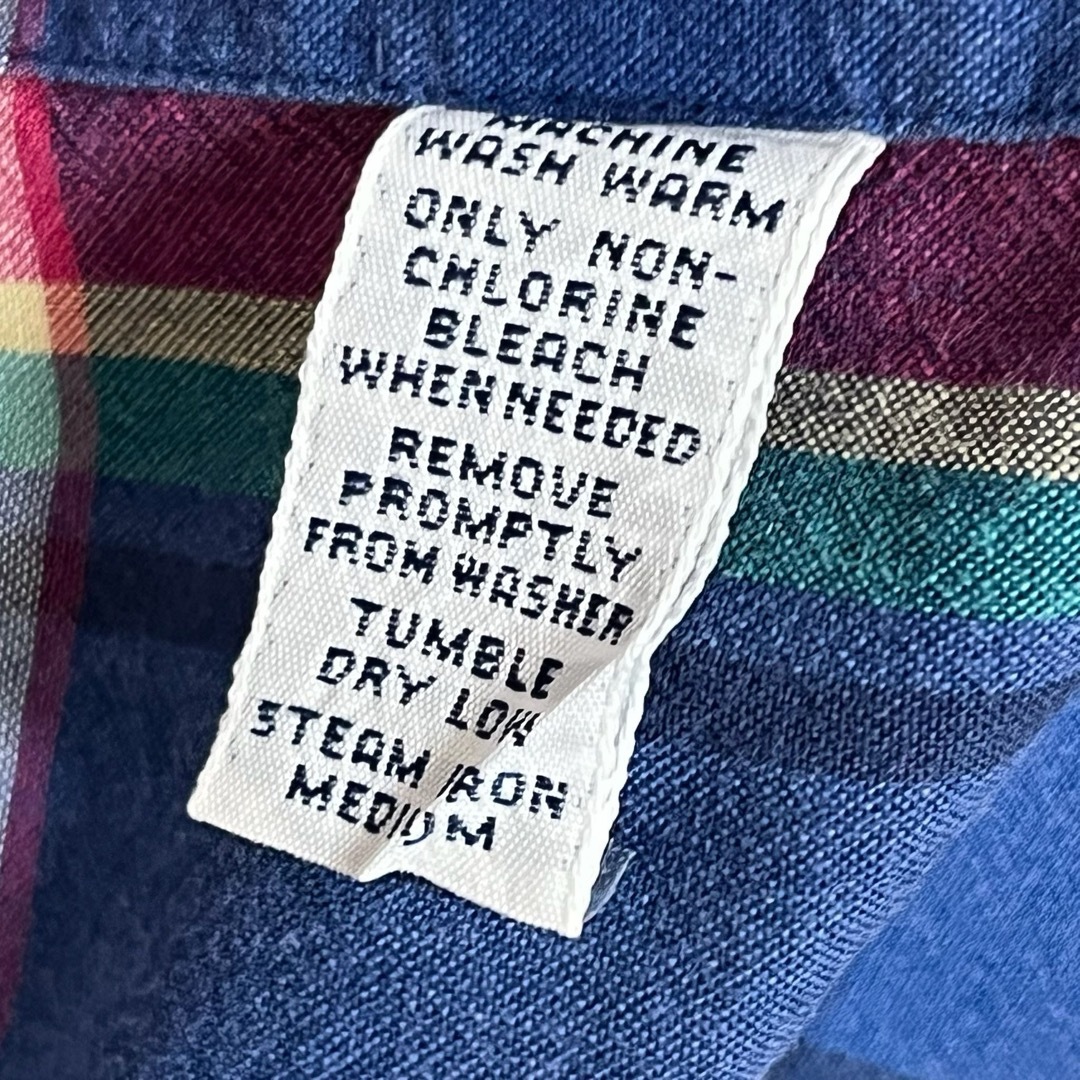 MACHINE
WASH WARM
ONLY NON-
CHLORINE
BLEACH
WHEN NEEDED
REMOVE
PROMPTLY
FROM WASHER
TUMBLE
DRY LOW
STEAM IRON
MEDIUM